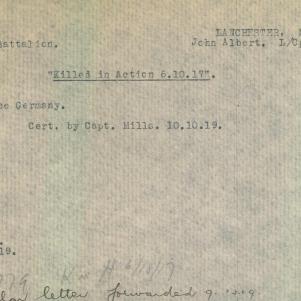 LANCHESTER,
Battalion. John Albert, L/Cp
"Killed in Action 6.10.17".
ce Germany.
Cert. by Capt. Mills. 10.10.19.
19.
letter forwarded